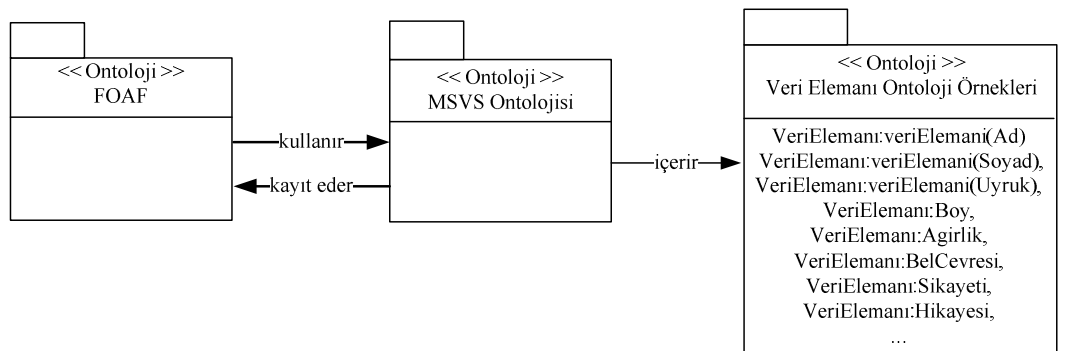 << Ontoloji >>
FOAF
<< Ontoloji >>
MSVS Ontolojisi
<< Ontoloji >>
Veri Elemanı Ontoloji Örnekleri
kullanır
kayıt eder
içerir
VeriElemanı:veriElemani(Ad)
VeriElemanı:veriElemani(Soyad),
VeriElemanı:veriElemani(Uyruk),
VeriElemanı:Boy,
VeriElemanı:Agirlik,
VeriElemanı:BelCevresi,
VeriElemanı:Sikayeti,
VeriElemanı:Hikayesi,
...